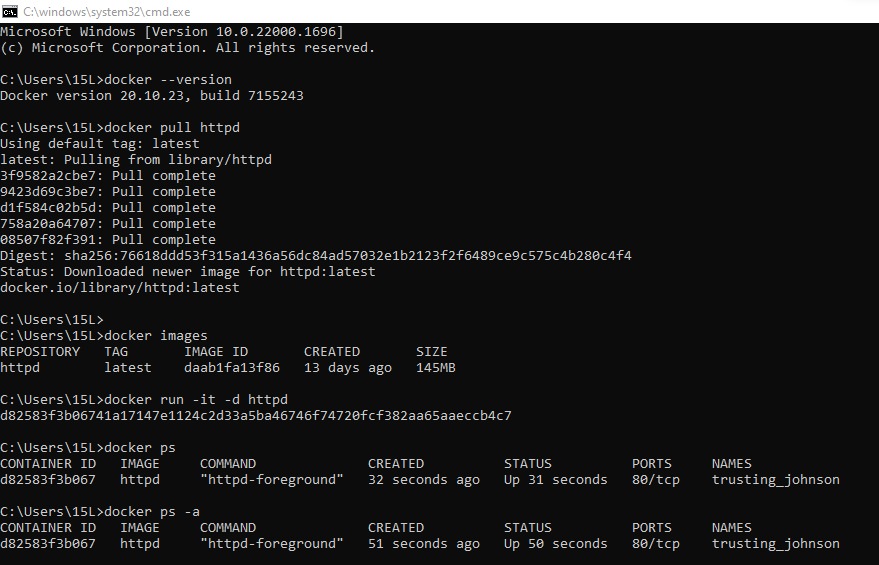 C:\windows\system32\cmd.exe
Microsoft Windows [Version 10.0.22000.1696]
(c) Microsoft Corporation. All rights reserved.
C:\Users\15L>docker --version
Docker version 20.10.23, build 7155243
C:\Users\15L>docker pull httpd
Using default tag: latest
latest: Pulling from library/httpd
3f9582a2cbe7: Pull complete
9423d69c3be7: Pull complete
d1f584c02b5d: Pull complete
758a20a64707: Pull complete
08507f82f391: Pull complete
Digest: sha256:76618ddd53f315a1436a56dc84ad57032e1b2123f2f6489ce9c575c4b280c4f4
Status: Downloaded newer image for httpd:latest
docker.io/library/httpd:latest
C:\Users\15L>
C:\Users\15L>docker images
REPOSITORY   TAG       IMAGE ID       CREATED       SIZE
httpd        latest    daab1fa13f86   13 days ago   145MB
C:\Users\15L>docker run -it -d httpd
d82583f3b06741a17147e1124c2d33a5ba46746f74720fcf382aa65aaeccb4c7
C:\Users\15L>docker ps
CONTAINER ID   IMAGE     COMMAND              CREATED          STATUS          PORTS     NAMES
d82583f3b067   httpd     "httpd-foreground"   32 seconds ago   Up 31 seconds   80/tcp    trusting_johnson
C:\Users\15L>docker ps -a
CONTAINER ID   IMAGE     COMMAND              CREATED          STATUS          PORTS     NAMES
d82583f3b067   httpd     "httpd-foreground"   51 seconds ago   Up 50 seconds   80/tcp    trusting_johnson